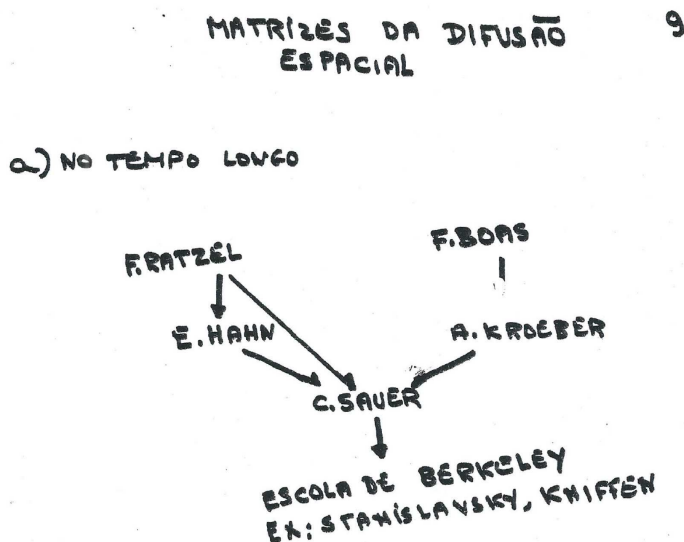 MATRIZES DA DIFUSÃO 9
ESPACIAL
a) NO TEMPO LONGO
F. RATZEL F. BOAS
E. HAHN A. KROEBER
C. SAUER
ESCOLA DE BERKELEY
EX: STANISLAVSKY, KNIFFEN